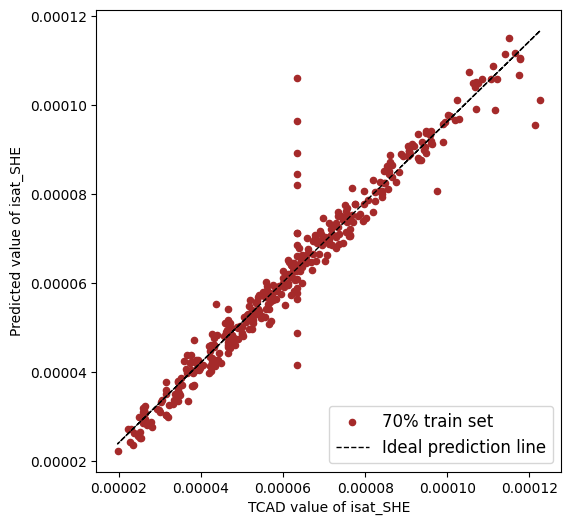 0.00012
0.00010
0.00008
0.00006
0.00004
0.00002
Predicted value of isat_SHE
70% train set
Ideal prediction line
0.00002 0.00004 0.00006 0.00008 0.00010 0.00012
TCAD value of isat_SHE